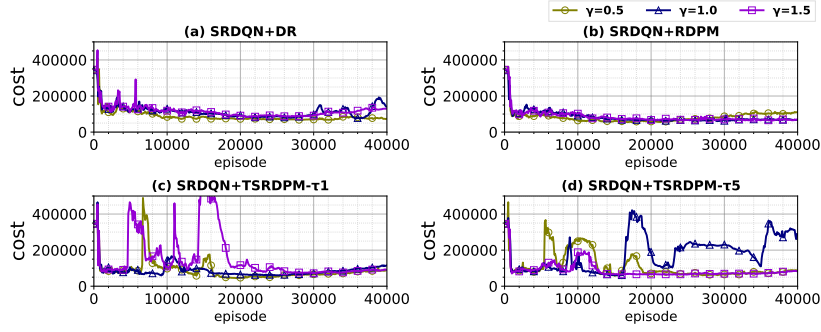 γ=0.5 γ=1.0 γ=1.5
(a) SRDQN+DR
cost
400000
200000
0
0 10000 20000 30000 40000
episode
(b) SRDQN+RDPM
cost
400000
200000
0
0 10000 20000 30000 40000
episode
(c) SRDQN+TSRDPM-τ1
cost
400000
200000
0
0 10000 20000 30000 40000
episode
(d) SRDQN+TSRDPM-τ5
cost
400000
200000
0
0 10000 20000 30000 40000
episode